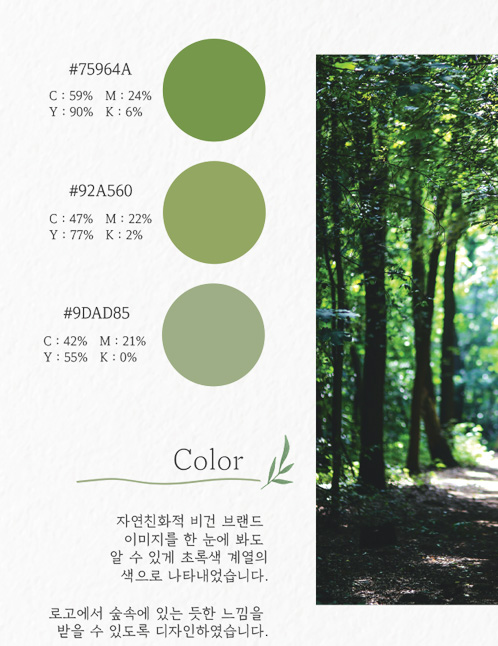 #75964A
C : 59% M : 24%
Y : 90% K : 6%
#92A560
C : 47% M : 22%
Y : 77% K : 2%
#9DAD85
C : 42% M : 21%
Y : 55% K : 0%
Color
자연친화적 비건 브랜드
이미지를 한 눈에 봐도
알 수 있게 초록색 계열의
색으로 나타내었습니다.
로고에서 숲속에 있는 듯한 느낌을
받을 수 있도록 디자인하였습니다.